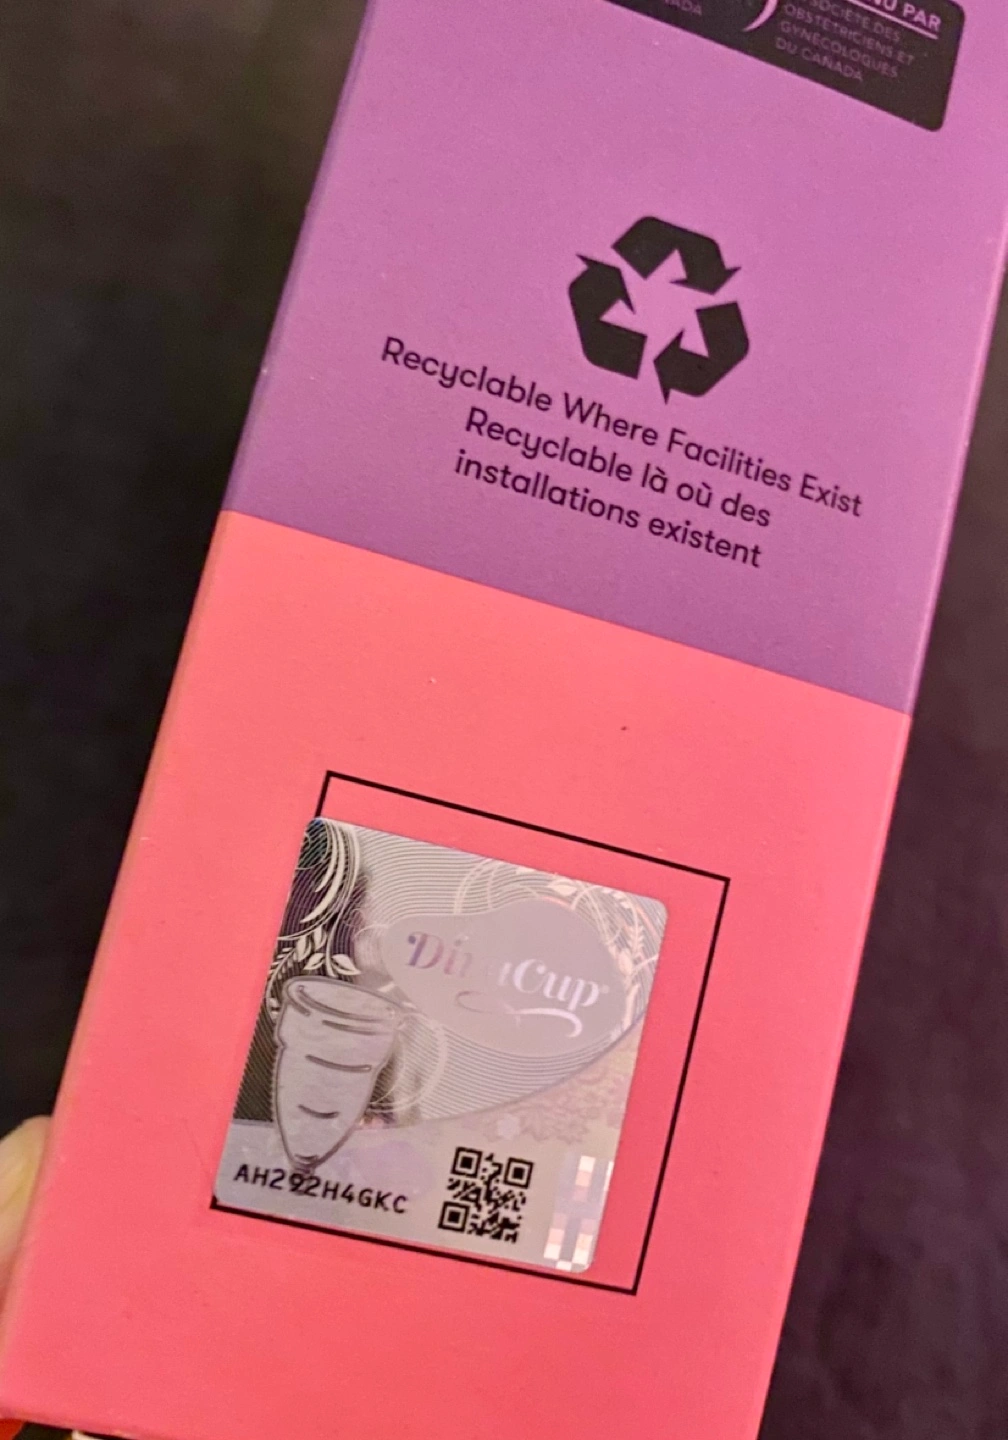 NU PAR
SOCIÉTÉ DES
OBSTÉTRICIENS ET
GYNÉCOLOGUES
DU CANADA
Recyclable Where Facilities Exist
Recyclable là où des
installations existent
DivaCup
AH292H4GKC